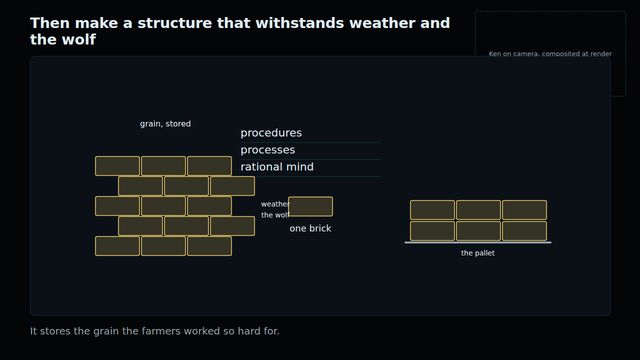 Then make a structure that withstands weather and
the wolf
Ken on camera, composited at render
grain, stored
procedures
processes
rational mind
weather
the wolf
one brick
the pallet
It stores the grain the farmers worked so hard for.